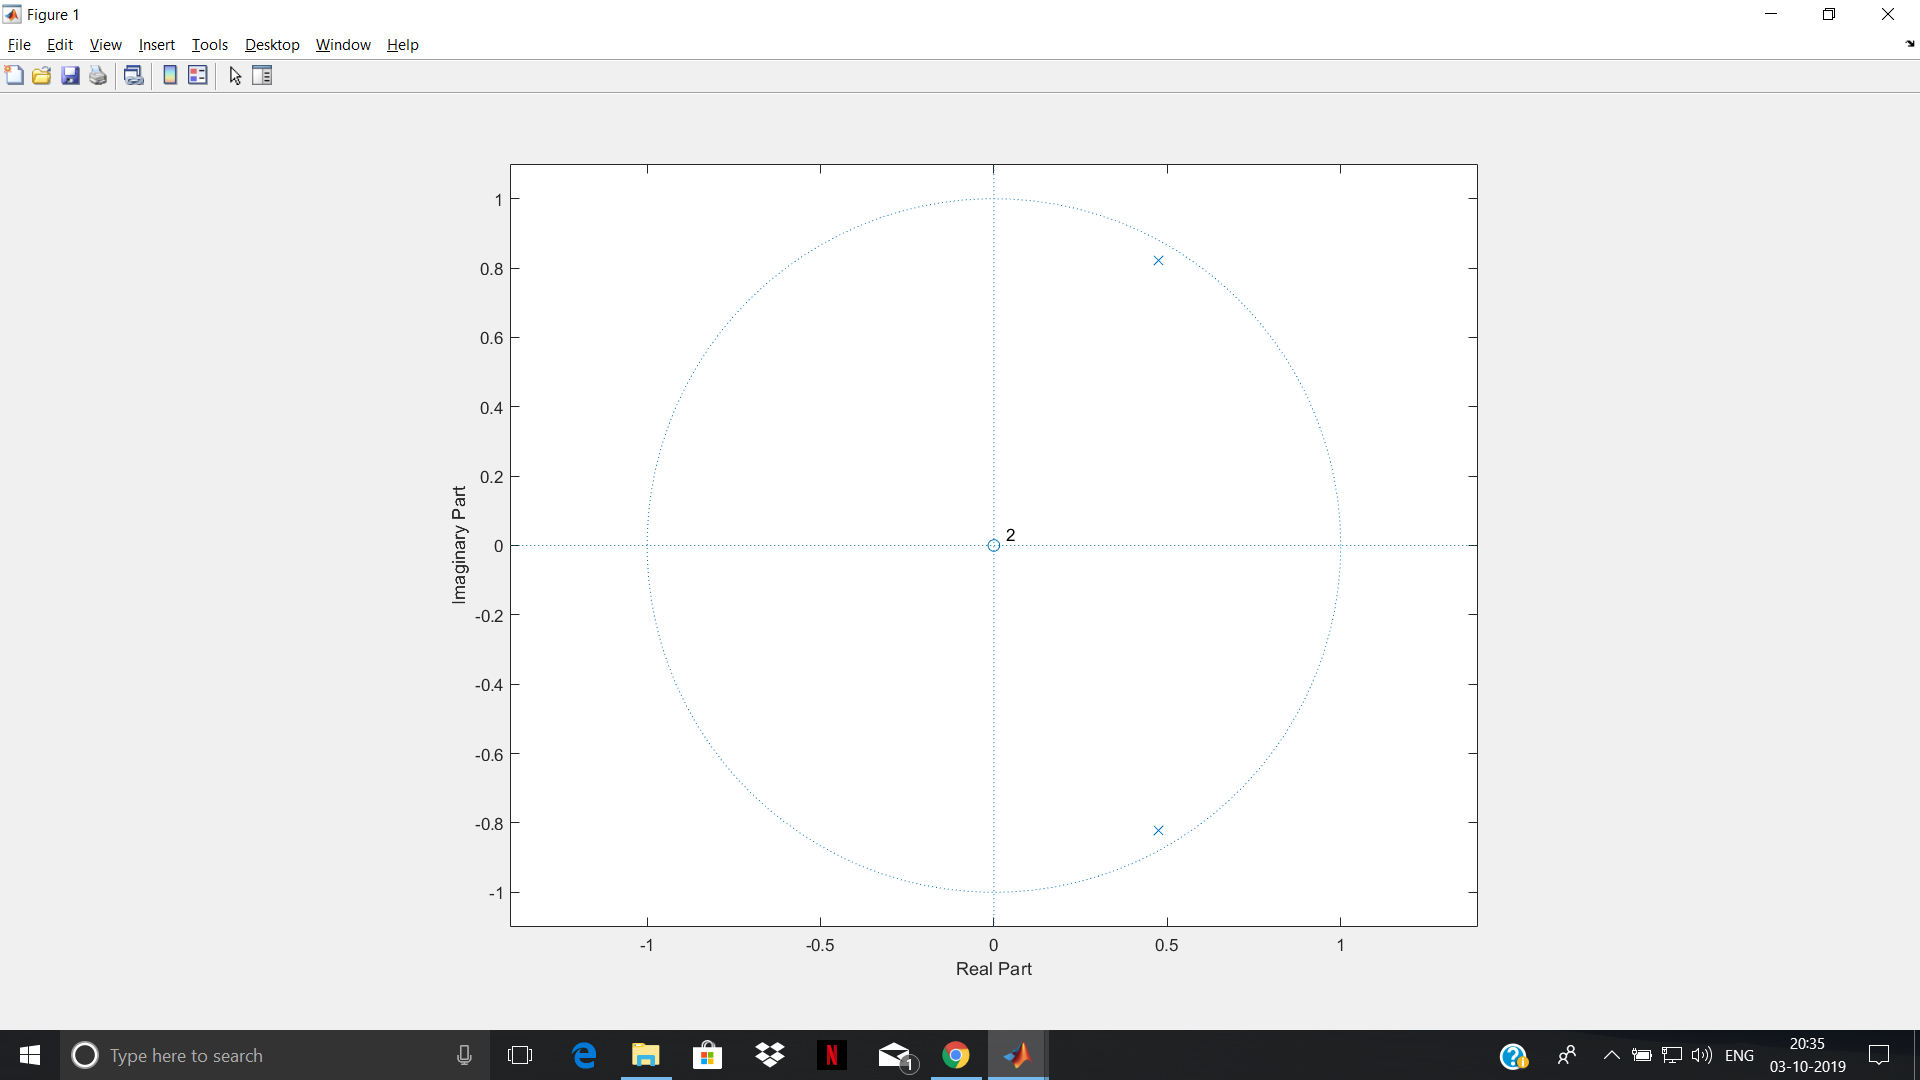 Figure 1
File Edit View Insert Tools Desktop Window Help
1
0.8
0.6
0.4
0.2
0
-0.2
-0.4
-0.6
-0.8
-1
Imaginary Part
2
-1 -0.5 0 0.5 1
Real Part
Type here to search
N
1
ENG
20:35
03-10-2019